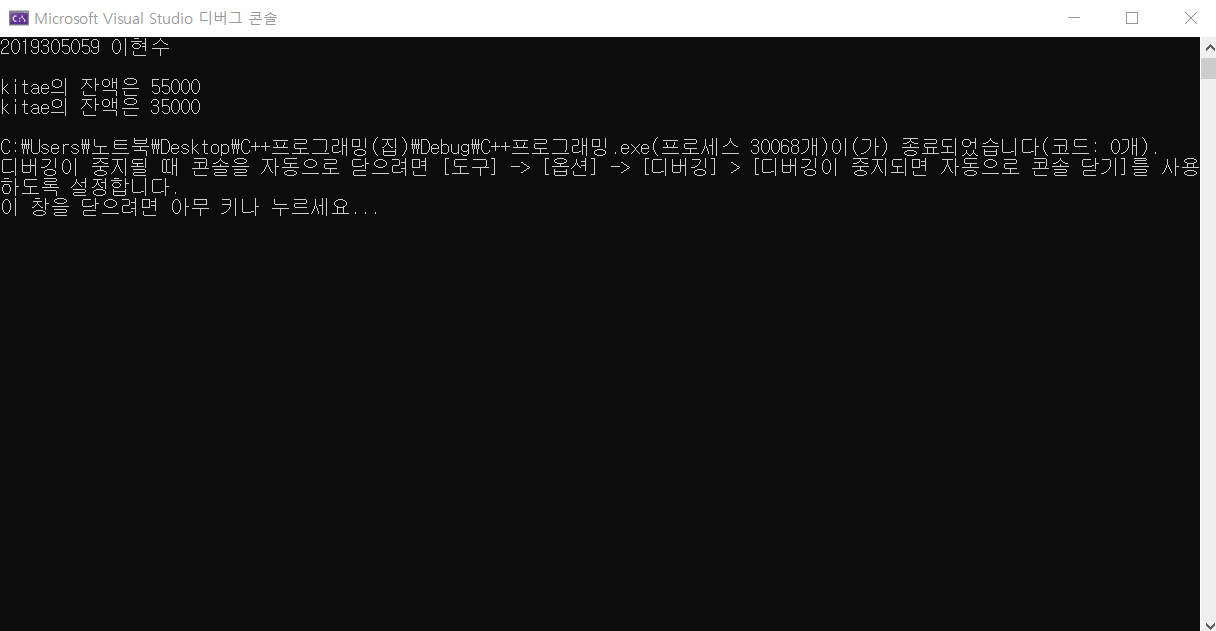 Microsoft Visual Studio 디버그 콘솔
2019305059 이현수
kitae의 잔액은 55000
kitae의 잔액은 35000
C:₩Users₩노트북₩Desktop₩C++프로그래밍(집)₩Debug₩C++프로그래밍.exe(프로세스 30068개)이(가) 종료되었습니다(코드: 0개).
디버깅이 중지될 때 콘솔을 자동으로 닫으려면 [도구] -> [옵션] -> [디버깅] > [디버깅이 중지되면 자동으로 콘솔 닫기]를 사용
하도록 설정합니다.
이 창을 닫으려면 아무 키나 누르세요...